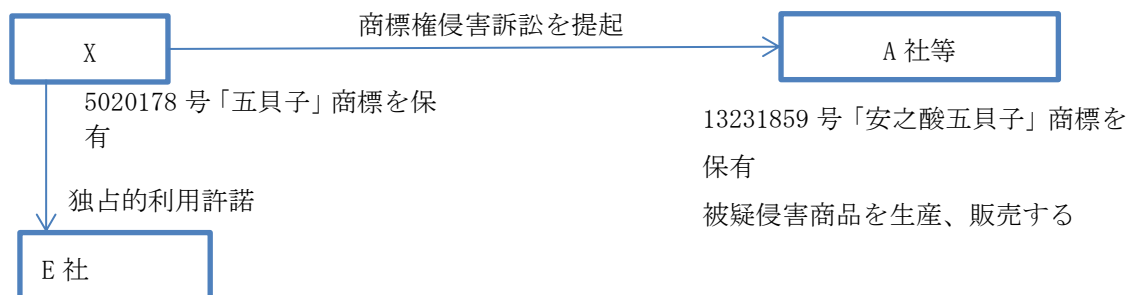 商標権侵害訴訟を提起
X
A 社等
5020178 号「五貝子」商標を保
有
13231859 号「安之酸五貝子」商標を
保有
被疑侵害商品を生産、販売する
独占的利用許諾
E 社